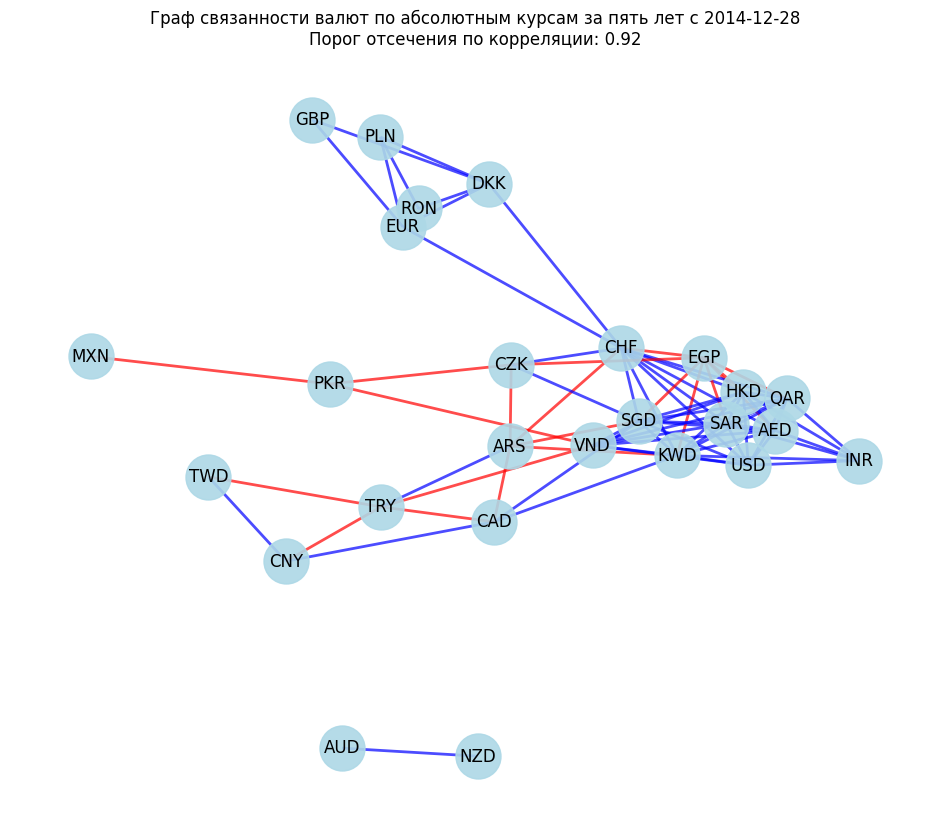 Граф связанности валют по абсолютным курсам за пять лет с 2014-12-28
Порог отсечения по корреляции: 0.92
GBP
PLN
DKK
RON
EUR
CHF
MXN
EGP
CZK
PKR
HKD
QAR
SGD
SAR
AED
ARS
VND
KWD
USD
INR
TWD
TRY
CAD
CNY
AUD
NZD